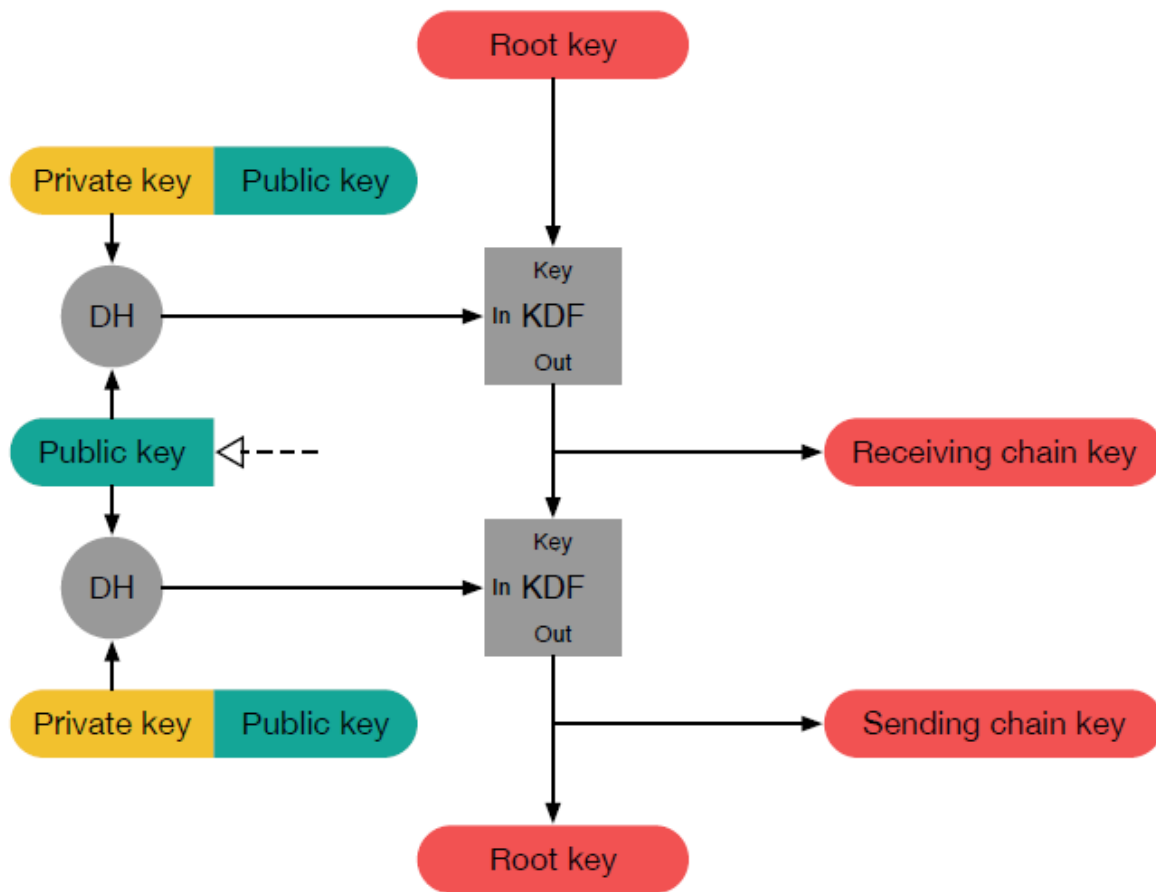 Root key
Private key Public key
Key
DH
In KDF
Out
Public key
Receiving chain key
Key
DH
In KDF
Out
Private key Public key
Sending chain key
Root key